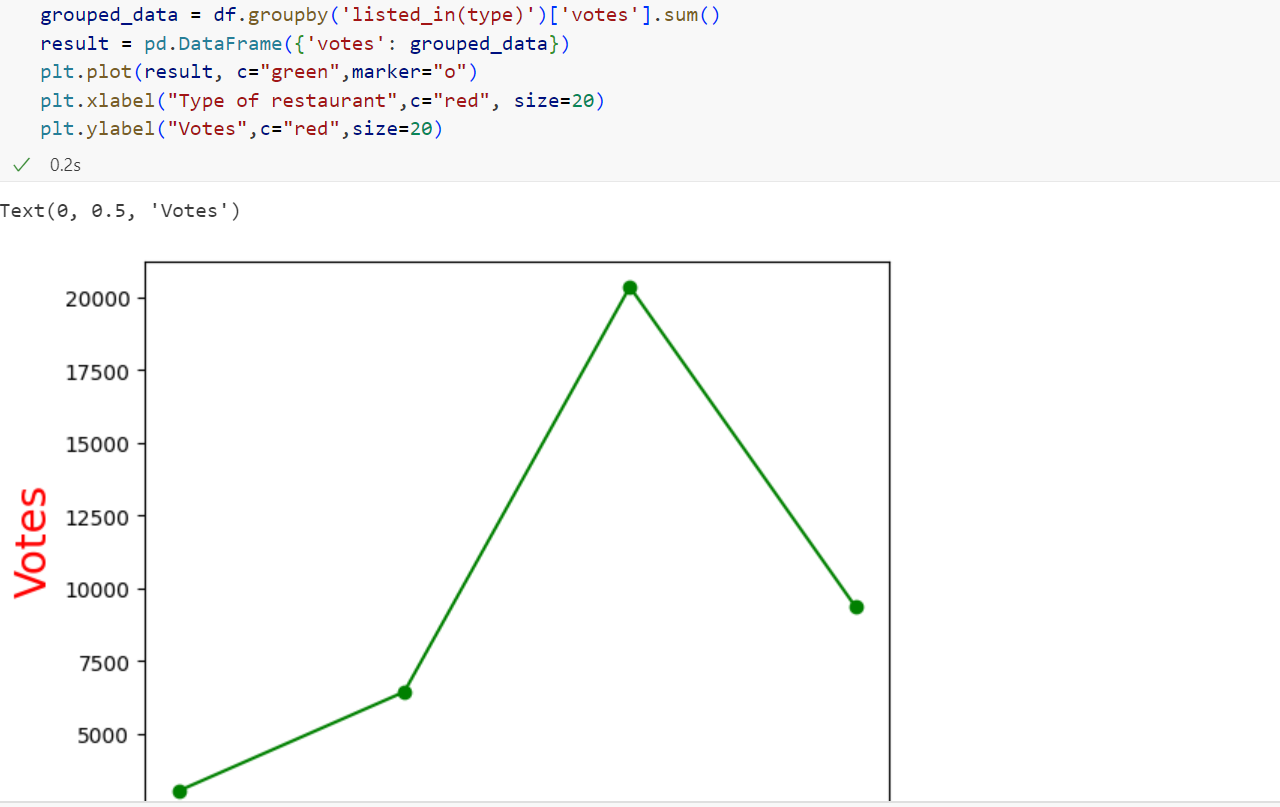 grouped_data = df.groupby('listed_in(type)')['votes'].sum()
result = pd.DataFrame({'votes': grouped_data})
plt.plot(result, c="green",marker="o")
plt.xlabel("Type of restaurant",c="red", size=20)
plt.ylabel("Votes",c="red",size=20)
✓ 0.2s
Text(0, 0.5, 'Votes')
20000
17500
15000
12500
Votes
10000
7500
5000